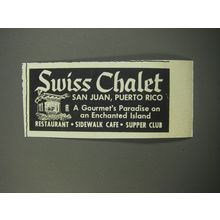 Swiss Chalet
SAN JUAN, PUERTO RICO
A Gourmet's Paradise on
an Enchanted Island
RESTAURANT • SIDEWALK CAFE • SUPPER CLUB